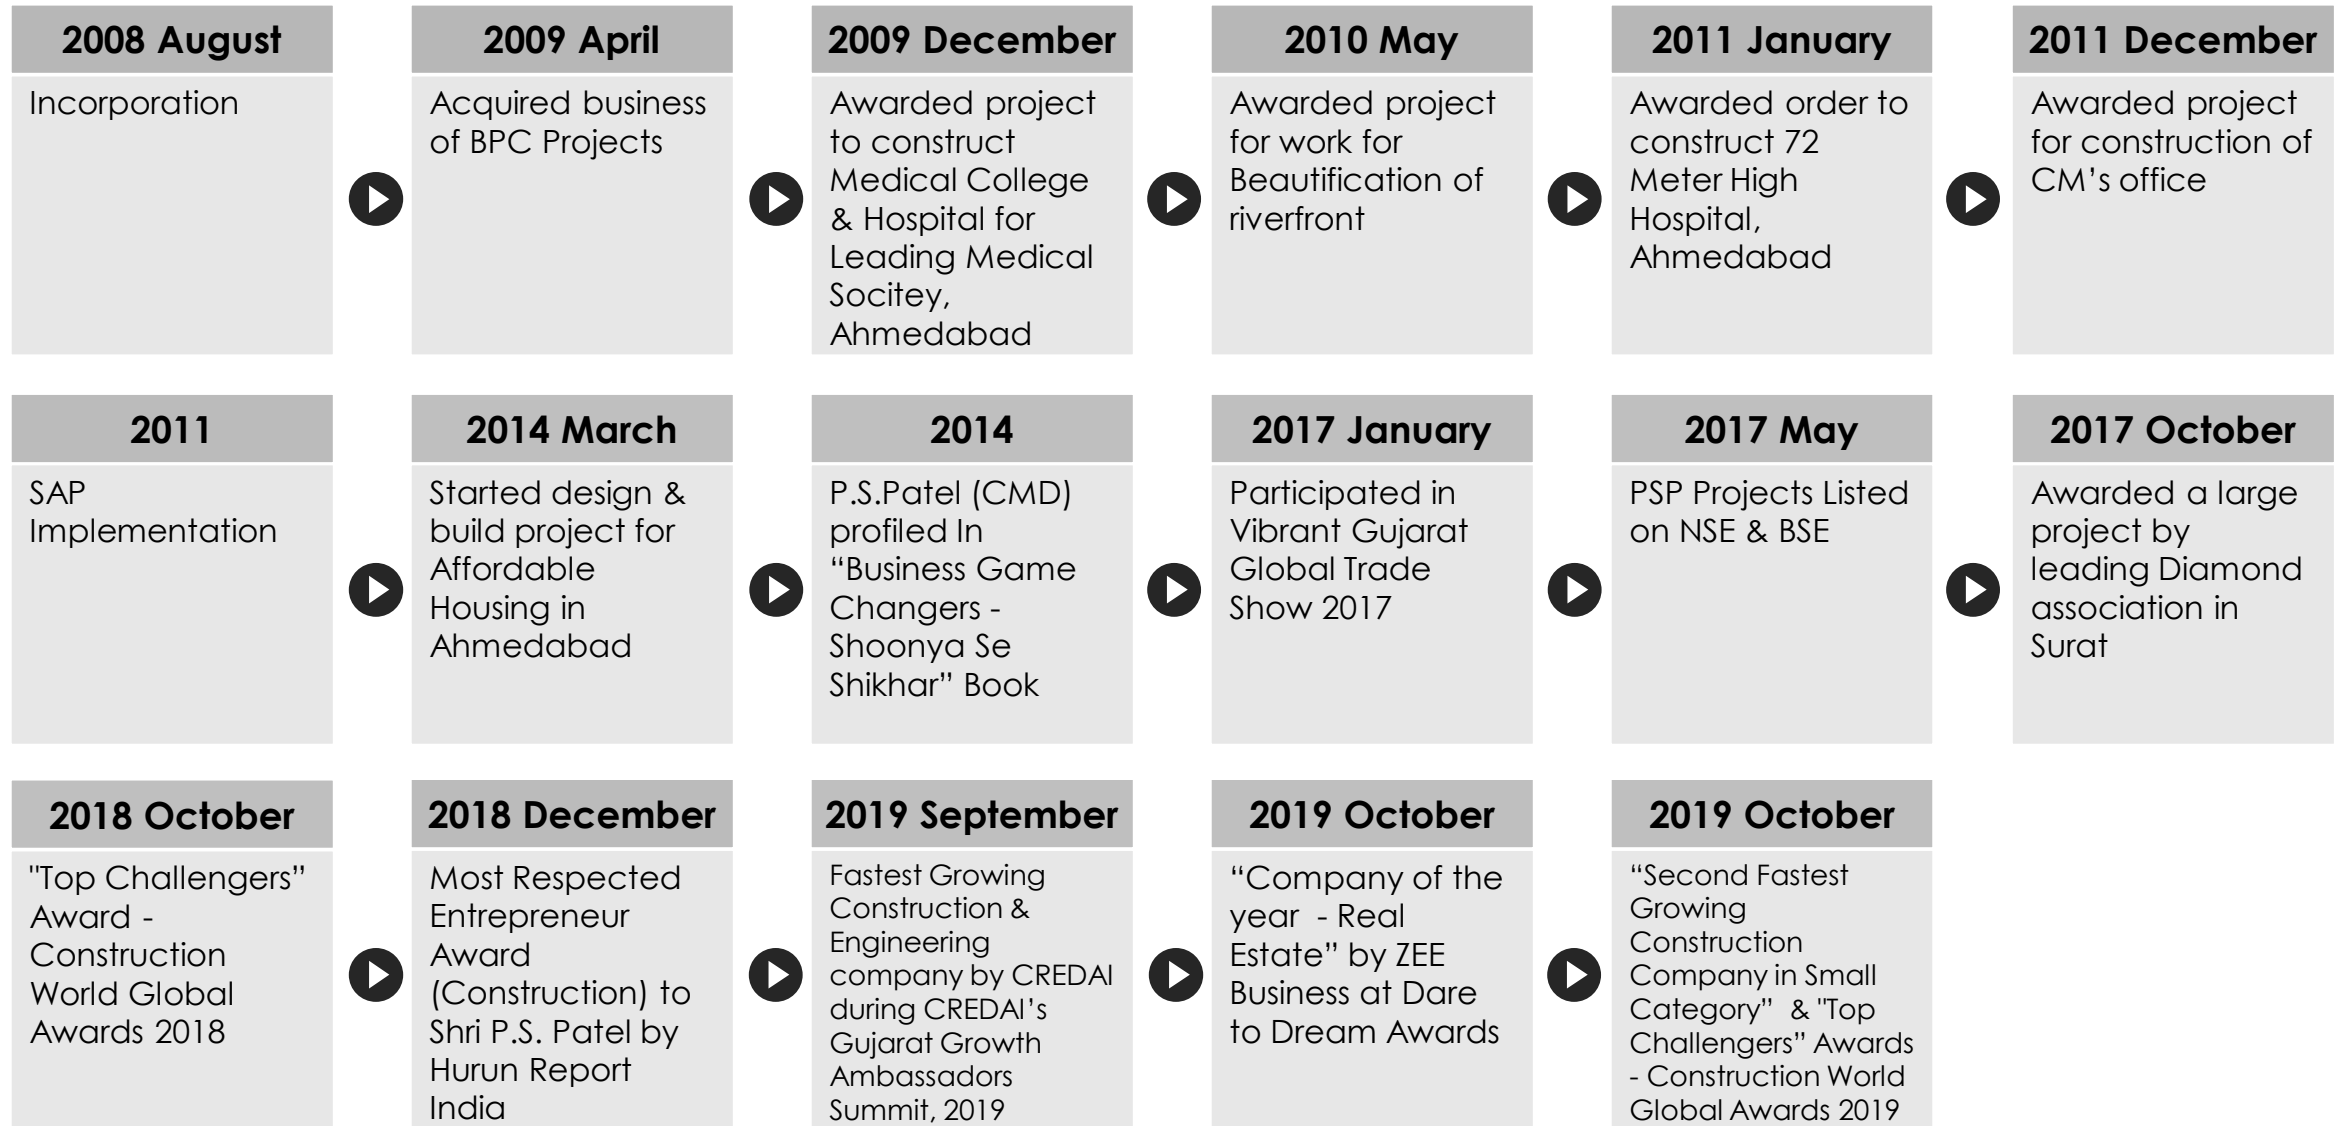 2008 August
Incorporation
2009 April
Acquired business
of BPC Projects
2009 December
Awarded project
to construct
Medical College
& Hospital for
Leading Medical
Socitey,
Ahmedabad
2010 May
Awarded project
for work for
Beautification of
riverfront
2011 January
Awarded order to
construct 72
Meter High
Hospital,
Ahmedabad
2011 December
Awarded project
for construction of
CM’s office
2011
SAP
Implementation
2014 March
Started design &
build project for
Affordable
Housing in
Ahmedabad
2014
P.S.Patel (CMD)
profiled In
“Business Game
Changers -
Shoonya Se
Shikhar” Book
2017 January
Participated in
Vibrant Gujarat
Global Trade
Show 2017
2017 May
PSP Projects Listed
on NSE & BSE
2017 October
Awarded a large
project by
leading Diamond
association in
Surat
2018 October
"Top Challengers”
Award -
Construction
World Global
Awards 2018
2018 December
Most Respected
Entrepreneur
Award
(Construction) to
Shri P.S. Patel by
Hurun Report
India
2019 September
Fastest Growing
Construction &
Engineering
company by CREDAI
during CREDAI’s
Gujarat Growth
Ambassadors
Summit, 2019
2019 October
“Company of the
year - Real
Estate” by ZEE
Business at Dare
to Dream Awards
2019 October
“Second Fastest
Growing
Construction
Company in Small
Category” & "Top
Challengers” Awards
- Construction World
Global Awards 2019